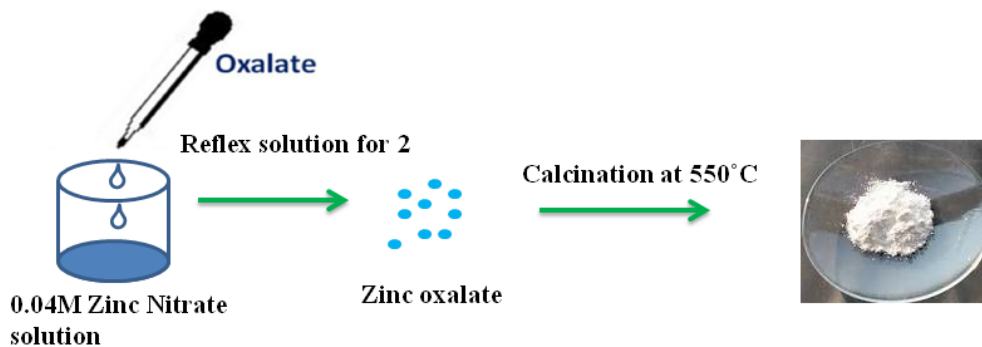 Oxalate
Reflex solution for 2
Calcination at 550˚C
Zinc oxalate
0.04M Zinc Nitrate
solution